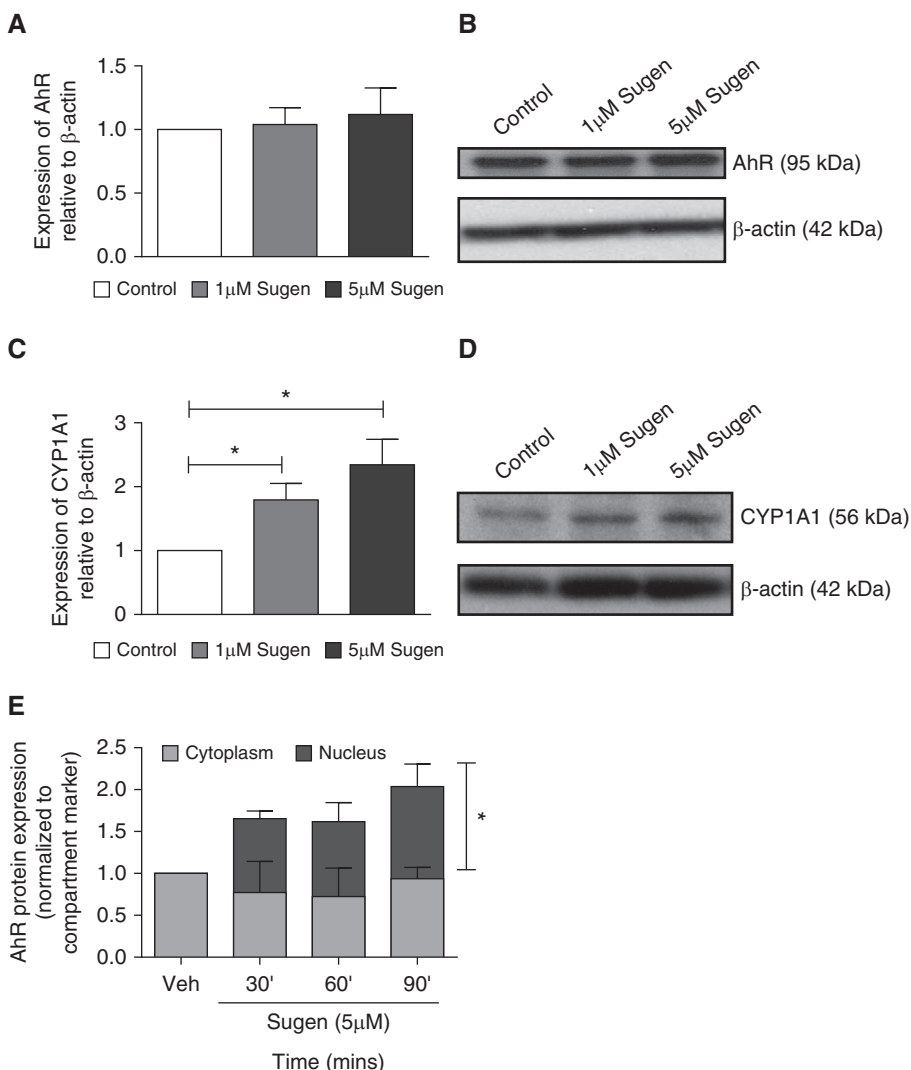 A
Expression of AhR
relative to β-actin
1.5
1.0
0.5
0.0
Control 1μM Sugen 5μM Sugen
B
Control 1μM Sugen 5μM Sugen
AhR (95 kDa)
β-actin (42 kDa)
C
Expression of CYP1A1
relative to β-actin
3
2
1
0
*
*
Control 1μM Sugen 5μM Sugen
D
Control 1μM Sugen 5μM Sugen
CYP1A1 (56 kDa)
β-actin (42 kDa)
E
AhR protein expression
(normalized to
compartment marker)
2.5
2.0
1.5
1.0
0.5
0.0
Cytoplasm Nucleus
*
Veh 30' 60' 90'
Sugen (5μM)
Time (mins)